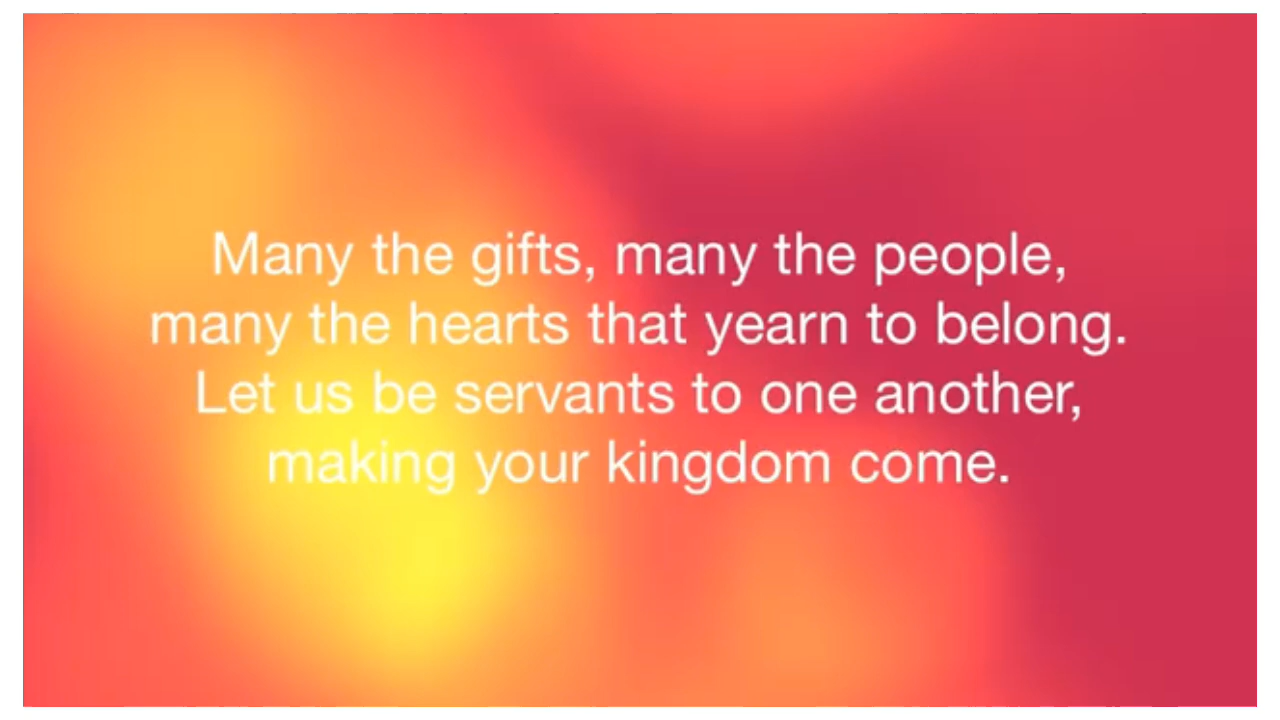 Many the gifts, many the people,
many the hearts that yearn to belong.
Let us be servants to one another,
making your kingdom come.